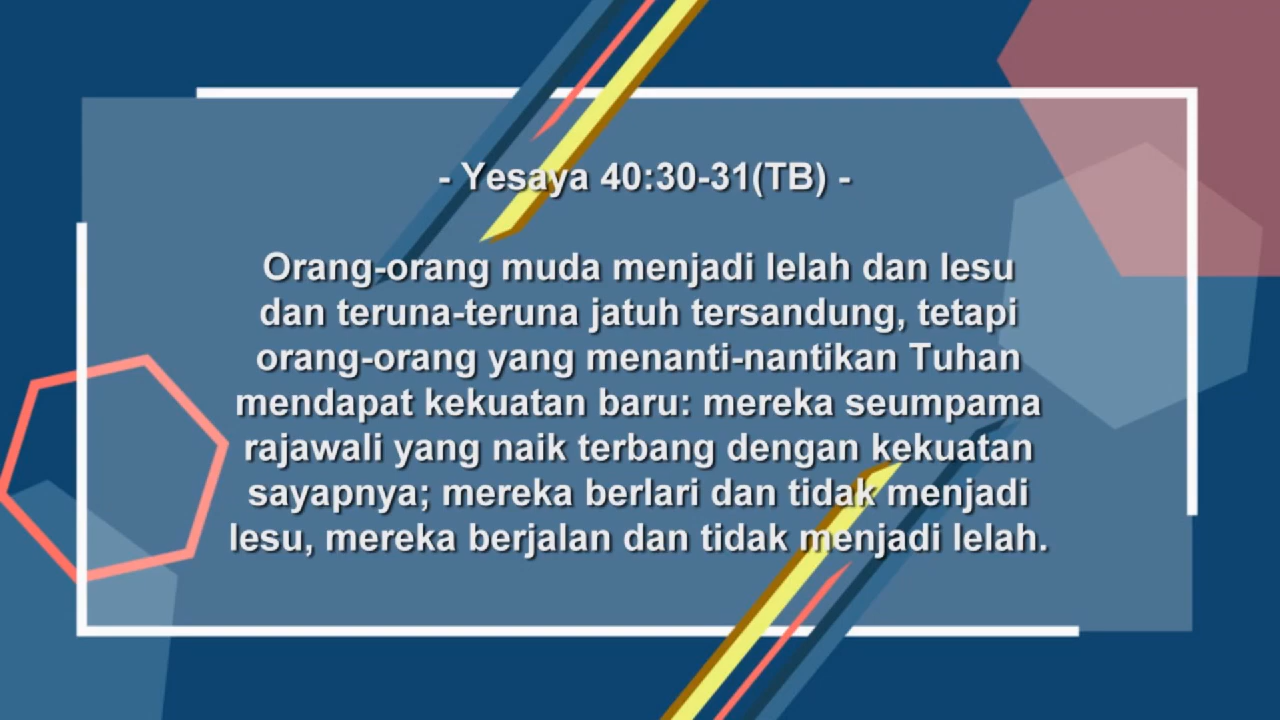 - Yesaya 40:30-31(TB) -
Orang-orang muda menjadi lelah dan lesu
dan teruna-teruna jatuh tersandung, tetapi
orang-orang yang menanti-nantikan Tuhan
mendapat kekuatan baru: mereka seumpama
rajawali yang naik terbang dengan kekuatan
sayapnya; mereka berlari dan tidak menjadi
lesu, mereka berjalan dan tidak menjadi lelah.